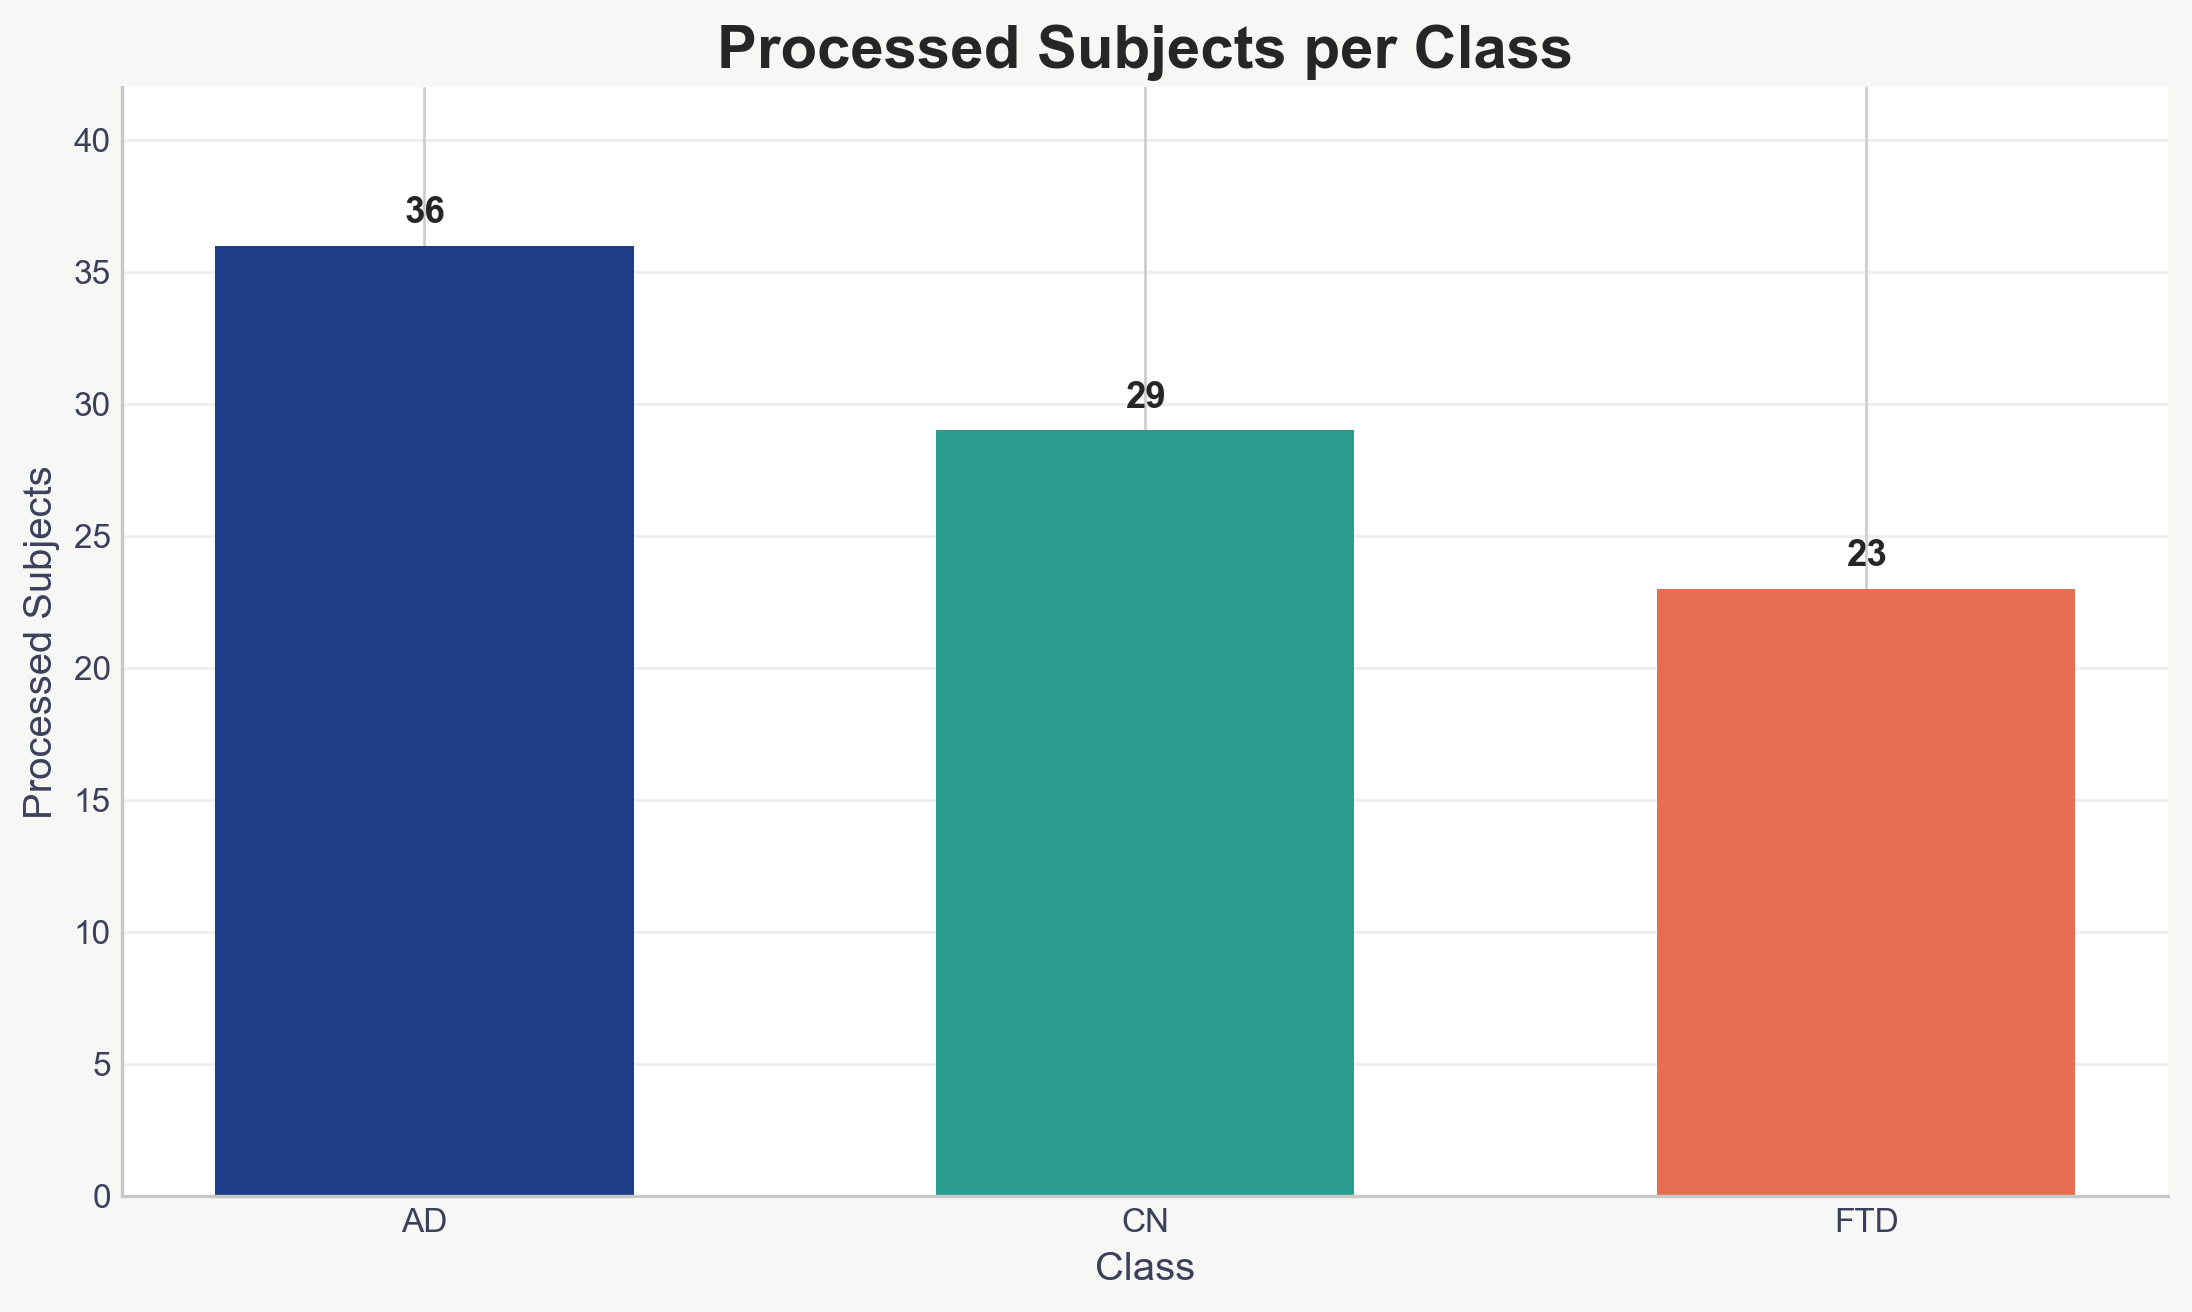 Processed Subjects per Class
Processed Subjects
40
35
30
25
20
15
10
5
0
36
29
23
AD
CN
FTD
Class